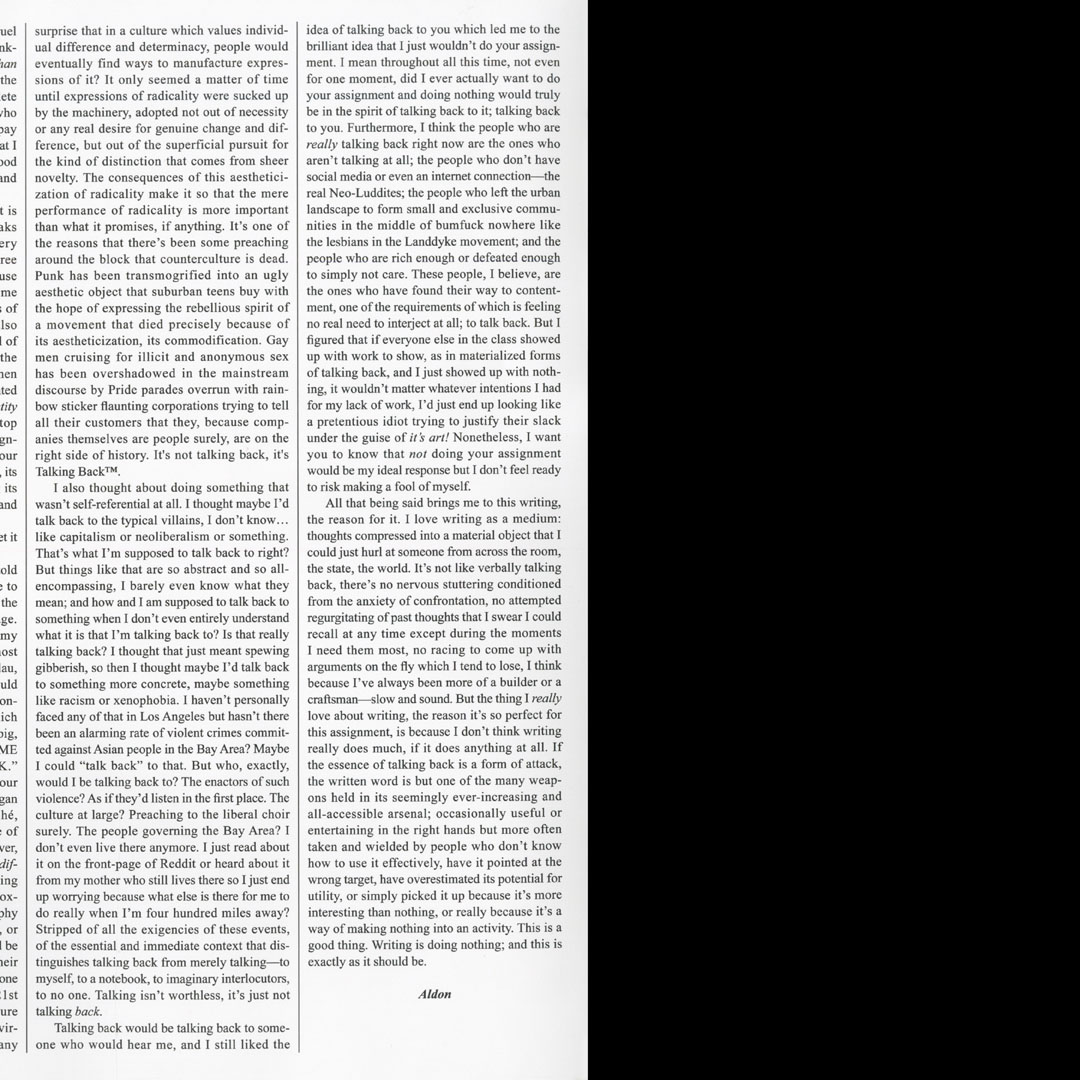 uel
nk-
han
the
ete
who
pay
at I
ood
and
t is
aks
ery
ree
use
me
s of
lso
l of
the
hen
ted
tity
top
gn-
our
, its
its
and
et it
old
e to
the
ge.
my
ost
lau,
uld
on-
ich
big,
ME
K.”
our
gan
hé,
e of
ver,
dif-
ing
ox-
phy
, or
l be
heir
one
21st
ure
vir-
any
surprise that in a culture which values individ-
ual difference and determinacy, people would
eventually find ways to manufacture expres-
sions of it? It only seemed a matter of time
until expressions of radicality were sucked up
by the machinery, adopted not out of necessity
or any real desire for genuine change and dif-
ference, but out of the superficial pursuit for
the kind of distinction that comes from sheer
novelty. The consequences of this aesthetici-
zation of radicality make it so that the mere
performance of radicality is more important
than what it promises, if anything. It’s one of
the reasons that there’s been some preaching
around the block that counterculture is dead.
Punk has been transmogrified into an ugly
aesthetic object that suburban teens buy with
the hope of expressing the rebellious spirit of
a movement that died precisely because of
its aestheticization, its commodification. Gay
men cruising for illicit and anonymous sex
has been overshadowed in the mainstream
discourse by Pride parades overrun with rain-
bow sticker flaunting corporations trying to tell
all their customers that they, because comp-
anies themselves are people surely, are on the
right side of history. It's not talking back, it's
Talking Back™.
I also thought about doing something that
wasn’t self-referential at all. I thought maybe I’d
talk back to the typical villains, I don’t know…
like capitalism or neoliberalism or something.
That’s what I’m supposed to talk back to right?
But things like that are so abstract and so all-
encompassing, I barely even know what they
mean; and how and I am supposed to talk back to
something when I don’t even entirely understand
what it is that I’m talking back to? Is that really
talking back? I thought that just meant spewing
gibberish, so then I thought maybe I’d talk back
to something more concrete, maybe something
like racism or xenophobia. I haven’t personally
faced any of that in Los Angeles but hasn’t there
been an alarming rate of violent crimes commit-
ted against Asian people in the Bay Area? Maybe
I could “talk back” to that. But who, exactly,
would I be talking back to? The enactors of such
violence? As if they’d listen in the first place. The
culture at large? Preaching to the liberal choir
surely. The people governing the Bay Area? I
don’t even live there anymore. I just read about
it on the front-page of Reddit or heard about it
from my mother who still lives there so I just end
up worrying because what else is there for me to
do really when I’m four hundred miles away?
Stripped of all the exigencies of these events,
of the essential and immediate context that dis-
tinguishes talking back from merely talking—to
myself, to a notebook, to imaginary interlocutors,
to no one. Talking isn’t worthless, it’s just not
talking back.
Talking back would be talking back to some-
one who would hear me, and I still liked the
idea of talking back to you which led me to the
brilliant idea that I just wouldn’t do your assign-
ment. I mean throughout all this time, not even
for one moment, did I ever actually want to do
your assignment and doing nothing would truly
be in the spirit of talking back to it; talking back
to you. Furthermore, I think the people who are
really talking back right now are the ones who
aren’t talking at all; the people who don’t have
social media or even an internet connection—the
real Neo-Luddites; the people who left the urban
landscape to form small and exclusive commu-
nities in the middle of bumfuck nowhere like
the lesbians in the Landdyke movement; and the
people who are rich enough or defeated enough
to simply not care. These people, I believe, are
the ones who have found their way to content-
ment, one of the requirements of which is feeling
no real need to interject at all; to talk back. But I
figured that if everyone else in the class showed
up with work to show, as in materialized forms
of talking back, and I just showed up with noth-
ing, it wouldn’t matter whatever intentions I had
for my lack of work, I’d just end up looking like
a pretentious idiot trying to justify their slack
under the guise of it’s art! Nonetheless, I want
you to know that not doing your assignment
would be my ideal response but I don’t feel ready
to risk making a fool of myself.
All that being said brings me to this writing,
the reason for it. I love writing as a medium:
thoughts compressed into a material object that I
could just hurl at someone from across the room,
the state, the world. It’s not like verbally talking
back, there’s no nervous stuttering conditioned
from the anxiety of confrontation, no attempted
regurgitating of past thoughts that I swear I could
recall at any time except during the moments
I need them most, no racing to come up with
arguments on the fly which I tend to lose, I think
because I’ve always been more of a builder or a
craftsman—slow and sound. But the thing I really
love about writing, the reason it’s so perfect for
this assignment, is because I don’t think writing
really does much, if it does anything at all. If
the essence of talking back is a form of attack,
the written word is but one of the many weap-
ons held in its seemingly ever-increasing and
all-accessible arsenal; occasionally useful or
entertaining in the right hands but more often
taken and wielded by people who don’t know
how to use it effectively, have it pointed at the
wrong target, have overestimated its potential for
utility, or simply picked it up because it’s more
interesting than nothing, or really because it’s a
way of making nothing into an activity. This is a
good thing. Writing is doing nothing; and this is
exactly as it should be.
Aldon